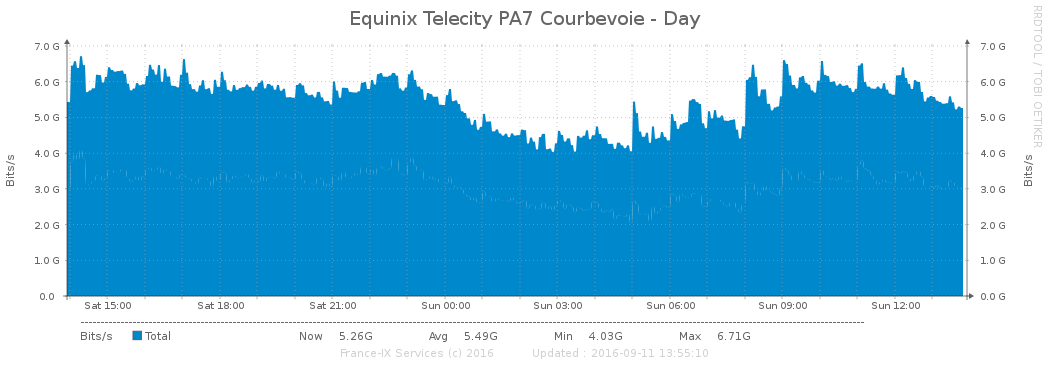 Equinix Telecity PA7 Courbevoie - Day
RRDTOOL / TOBI OETIKER
Bits/s
7.0 G 7.0 G
6.0 G 6.0 G
5.0 G 5.0 G
4.0 G 4.0 G
3.0 G 3.0 G
2.0 G 2.0 G
1.0 G 1.0 G
0.0 0.0 G
Bits/s
Sat 15:00 Sat 18:00 Sat 21:00 Sun 00:00 Sun 03:00 Sun 06:00 Sun 09:00 Sun 12:00
Bits/s Total Now 5.26G Avg 5.49G Min 4.03G Max 6.71G
France-IX Services (c) 2016 Updated : 2016-09-11 13:55:10